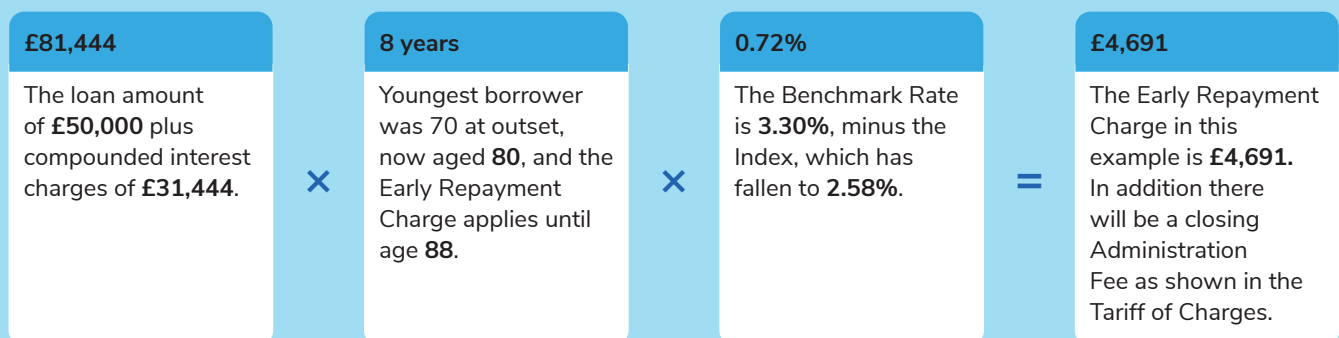 £81,444
The loan amount
of £50,000 plus
compounded interest
charges of £31,444.
×
8 years
Youngest borrower
was 70 at outset,
now aged 80, and the
Early Repayment
Charge applies until
age 88.
×
0.72%
The Benchmark Rate
is 3.30%, minus the
Index, which has
fallen to 2.58%.
=
£4,691
The Early Repayment
Charge in this
example is £4,691.
In addition there
will be a closing
Administration
Fee as shown in the
Tariff of Charges.